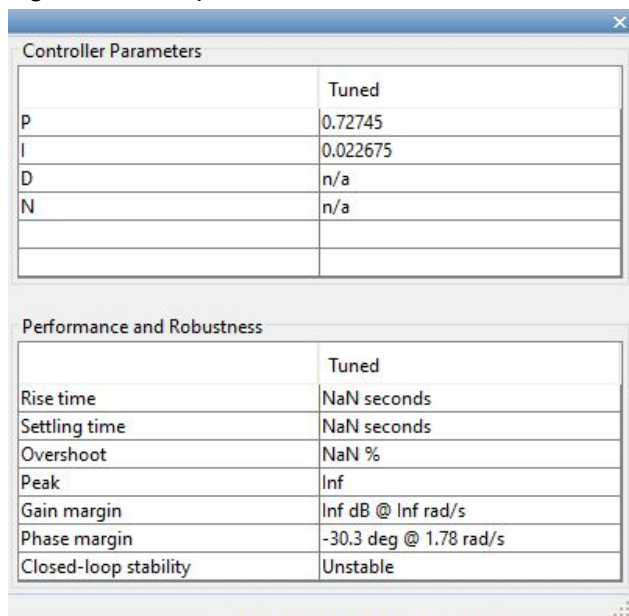 Controller Parameters
Tuned
P 0.72745
I 0.022675
D n/a
N n/a
Performance and Robustness
Tuned
Rise time NaN seconds
Settling time NaN seconds
Overshoot NaN %
Peak Inf
Gain margin Inf dB @ Inf rad/s
Phase margin -30.3 deg @ 1.78 rad/s
Closed-loop stability Unstable